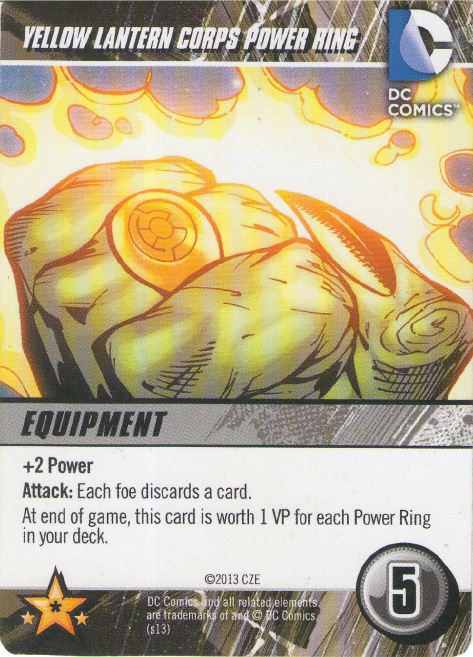 YELLOW LANTERN CORPS POWER RING
DC
COMICS™
EQUIPMENT
+2 Power
Attack: Each foe discards a card.
At end of game, this card is worth 1 VP for each Power Ring
in your deck.
©2013 CZE
DC Comics and all related elements
are trademarks of and © DC Comics.
(s13)
*
5